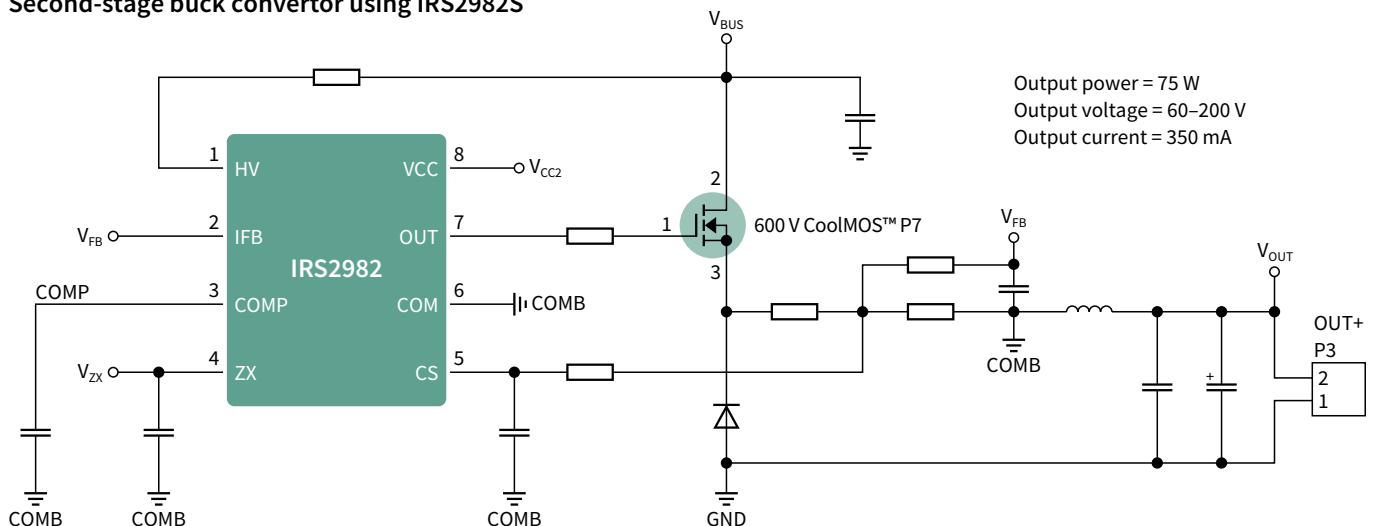 Second-stage buck convertor using IRS2982S
VBUS
Output power = 75 W
Output voltage = 60–200 V
Output current = 350 mA
1 HV
VCC 8
VCC2
2
VFB
2 IFB
OUT 7
1
600 V CoolMOS™ P7
VFB
IRS2982
VOUT
3
COMP
3 COMP
COM 6
COMB
OUT+
P3
COMB
VZX
4 ZX
CS 5
+
2
1
COMB
COMB
COMB
GND